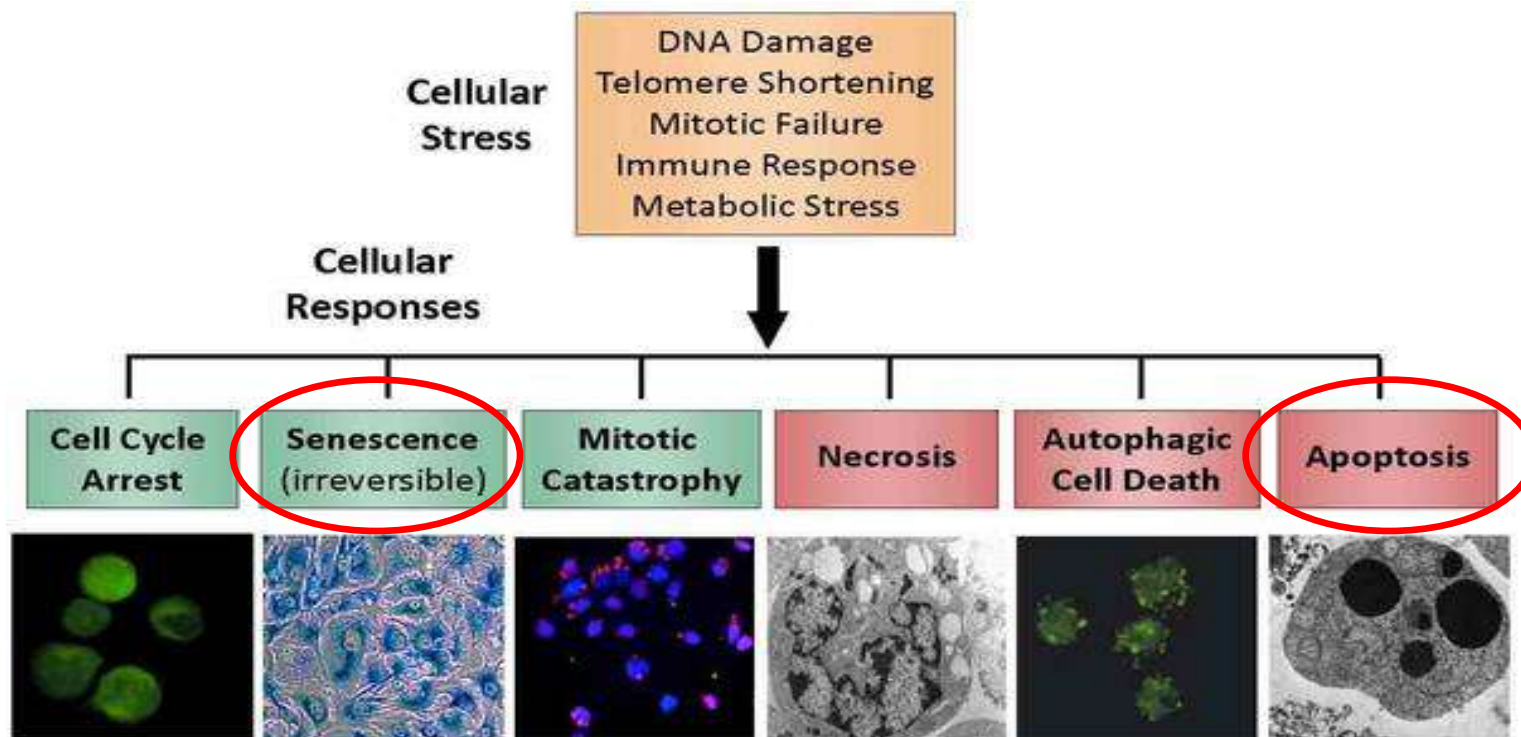 Cellular
Stress
DNA Damage
Telomere Shortening
Mitotic Failure
Immune Response
Metabolic Stress
Cellular
Responses
Cell Cycle
Arrest
Senescence
(irreversible)
Mitotic
Catastrophy
Necrosis
Autophagic
Cell Death
Apoptosis